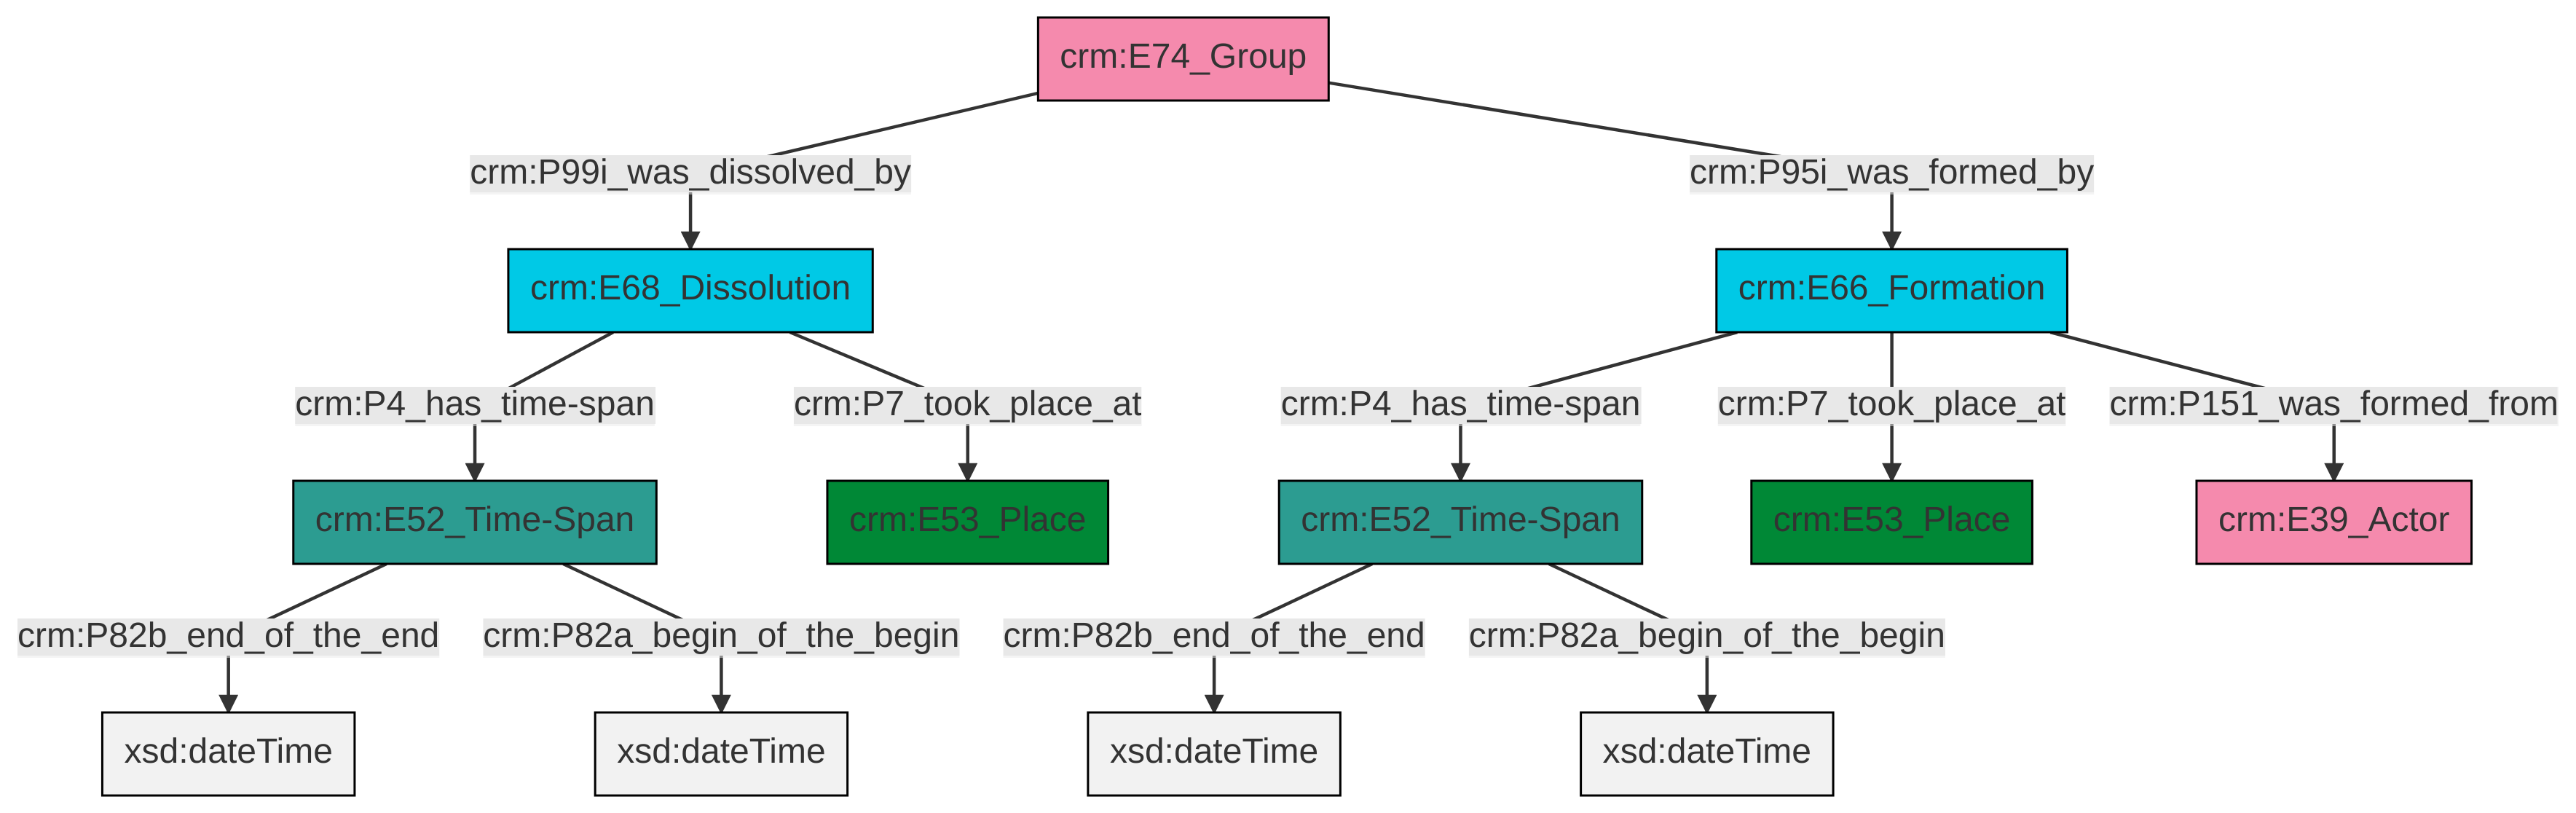 crm:E74_Group
crm:P99i_was_dissolved_by
crm:P95i_was_formed_by
crm:E68_Dissolution
crm:E66_Formation
crm:P4_has_time-span
crm:P7_took_place_at
crm:P4_has_time-span
crm:P7_took_place_at
crm:P151_was_formed_from
crm:E52_Time-Span
crm:E53_Place
crm:E52_Time-Span
crm:E53_Place
crm:E39_Actor
crm:P82b_end_of_the_end
crm:P82a_begin_of_the_begin
crm:P82b_end_of_the_end
crm:P82a_begin_of_the_begin
xsd:dateTime
xsd:dateTime
xsd:dateTime
xsd:dateTime